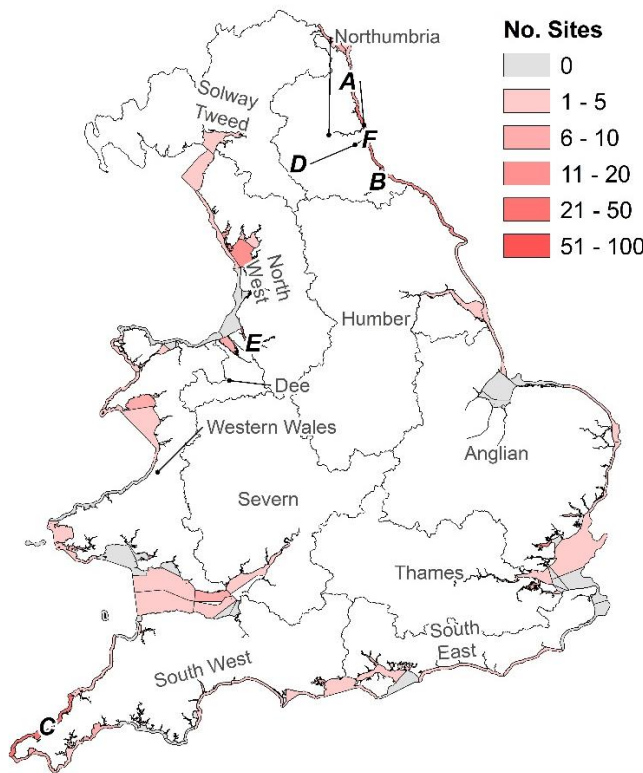 Northumbria
No. Sites
0
1 - 5
6 - 10
11 - 20
21 - 50
51 - 100
A
Solway
Tweed
F
D
B
North
West
Humber
E
Dee
Western Wales
Anglian
Severn
Thames
South
East
South West
C